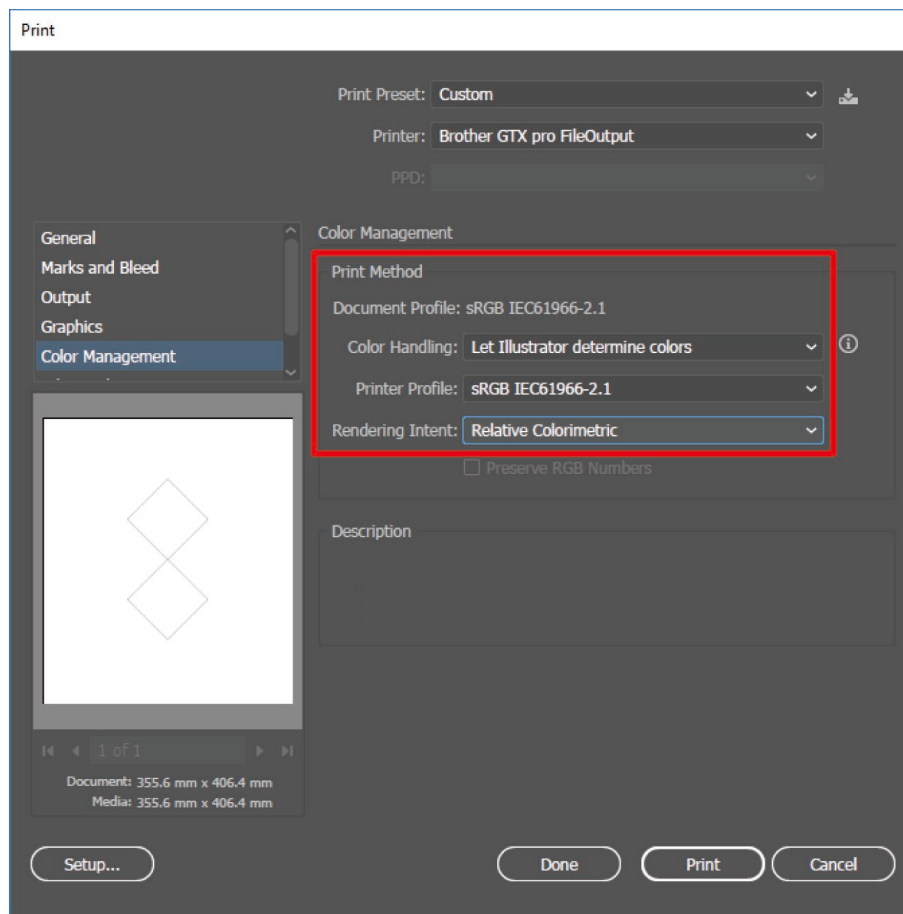 Print
Print Preset: Custom
Printer: Brother GTX pro FileOutput
PPD:
General
Marks and Bleed
Output
Graphics
Color Management
Color Management
Print Method
Document Profile: sRGB IEC61966-2.1
Color Handling: Let Illustrator determine colors
Printer Profile: sRGB IEC61966-2.1
Rendering Intent: Relative Colorimetric
Preserve RGB Numbers
Description
1 of 1
Document: 355.6 mm x 406.4 mm
Media: 355.6 mm x 406.4 mm
Setup...
Done
Print
Cancel